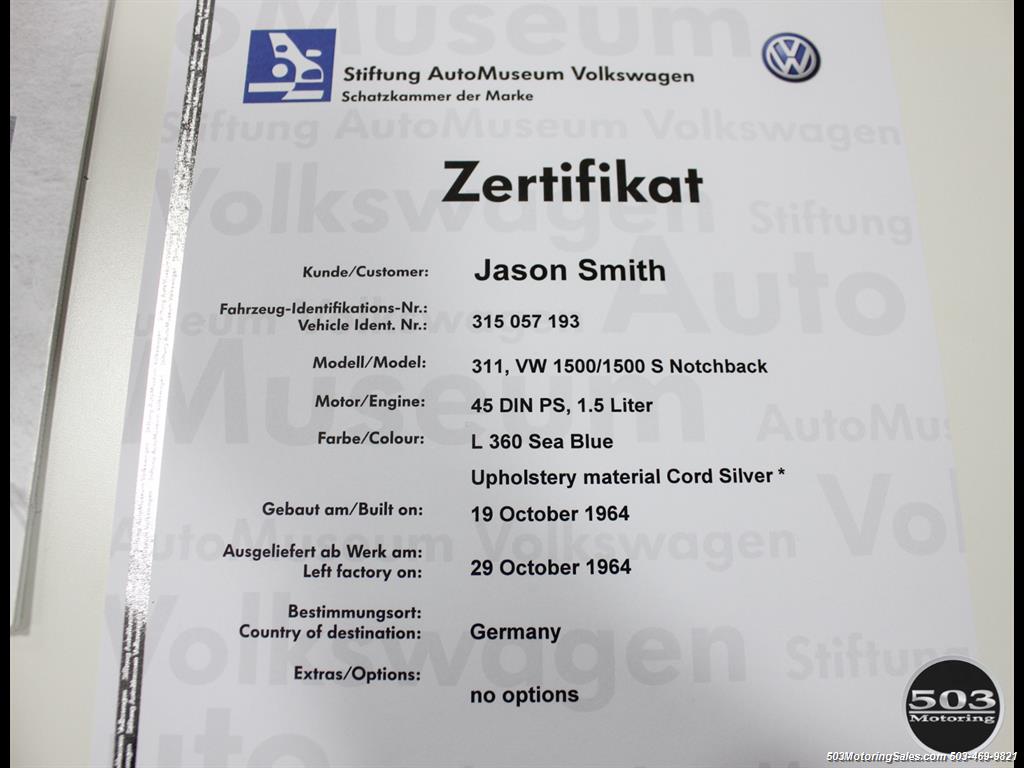 Stiftung AutoMuseum Volkswagen
Schatzkammer der Marke
Zertifikat
Kunde/Customer: Jason Smith
Fahrzeug-Identifikations-Nr.:
Vehicle Ident. Nr.: 315 057 193
Modell/Model: 311, VW 1500/1500 S Notchback
Motor/Engine: 45 DIN PS, 1.5 Liter
Farbe/Colour: L 360 Sea Blue
Upholstery material Cord Silver *
Gebaut am/Built on: 19 October 1964
Ausgeliefert ab Werk am:
Left factory on: 29 October 1964
Bestimmungsort:
Country of destination: Germany
Extras/Options:
no options
503
Motoring
503MotoringSales.com 503-469-9821